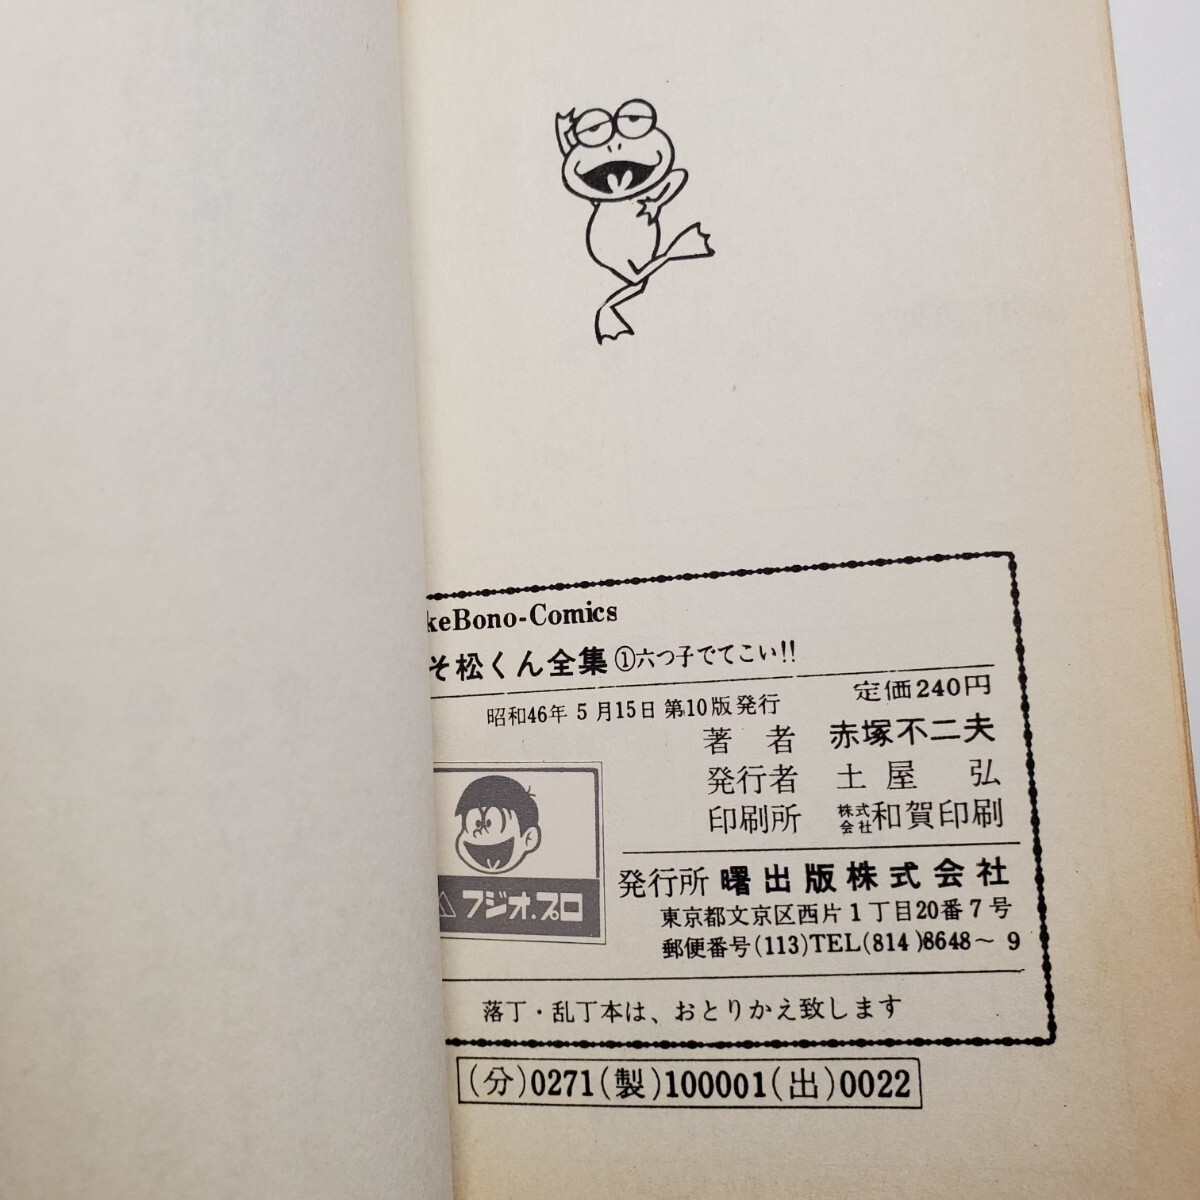 keBono-Comics
そ松くん全集①六つ子でてこい!!
定価240円
昭和46年5月15日 第10版発行
著者 赤塚不二夫
発行者 土屋 弘
印刷所 株式会社和賀印刷
フジオ.プロ
発行所 曙出版株式会社
東京都文京区西片1丁目20番7号
郵便番号(113)TEL(814)8648～9
落丁・乱丁本は、おとりかえ致します
(分)0271(製)100001(出)0022